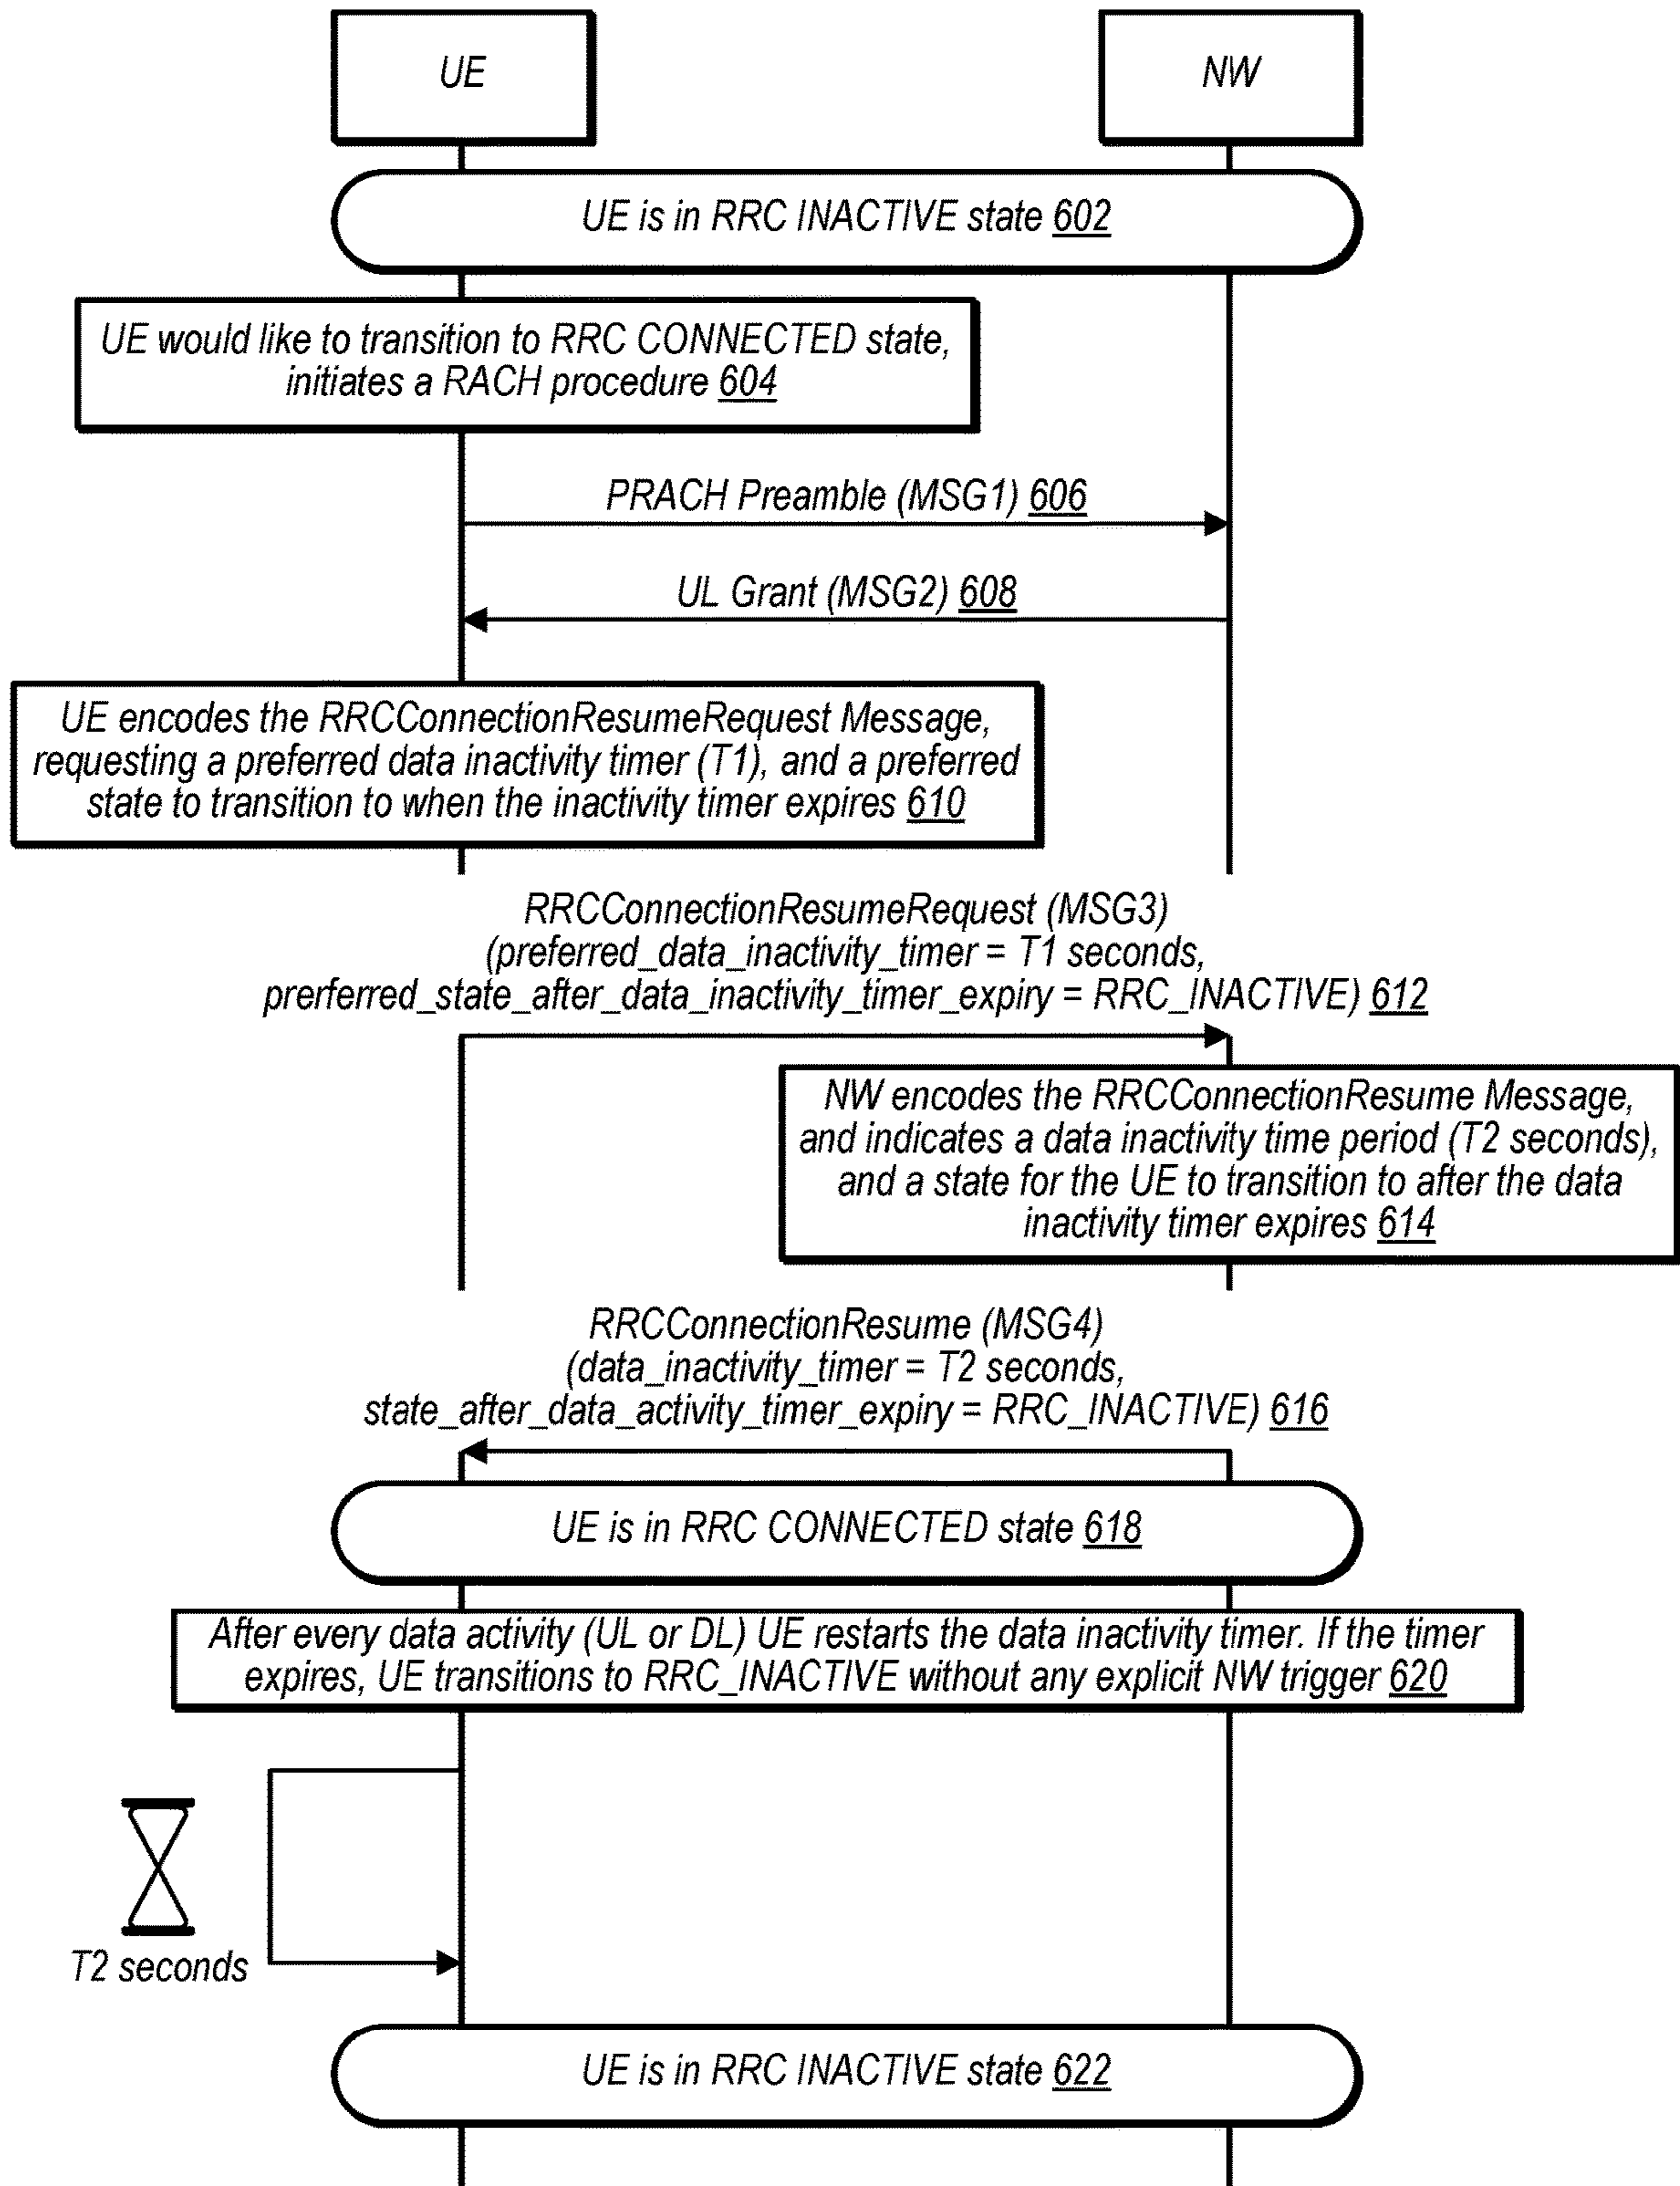 UE
NW
UE is in RRC INACTIVE state 602
UE would like to transition to RRC CONNECTED state,
initiates a RACH procedure 604
PRACH Preamble (MSG1) 606
UL Grant (MSG2) 608
UE encodes the RRCConnectionResumeRequest Message,
requesting a preferred data inactivity timer (T1), and a preferred
state to transition to when the inactivity timer expires 610
RRCConnectionResumeRequest (MSG3)
(preferred_data_inactivity_timer = T1 seconds,
prerferred_state_after_data_inactivity_timer_expiry = RRC_INACTIVE) 612
NW encodes the RRCConnectionResume Message,
and indicates a data inactivity time period (T2 seconds),
and a state for the UE to transition to after the data
inactivity timer expires 614
RRCConnectionResume (MSG4)
(data_inactivity_timer = T2 seconds,
state_after_data_activity_timer_expiry = RRC_INACTIVE) 616
UE is in RRC CONNECTED state 618
After every data activity (UL or DL) UE restarts the data inactivity timer. If the timer
expires, UE transitions to RRC_INACTIVE without any explicit NW trigger 620
T2 seconds
UE is in RRC INACTIVE state 622